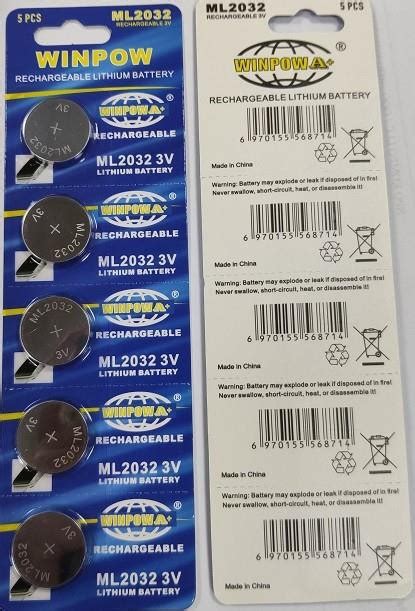 5 PCS
ML2032
RECHARGEABLE 3V
WINPOW
RECHARGEABLE LITHIUM BATTERY
3V
+
ML2032
WINPOWA+
®
RECHARGEABLE
ML2032 3V
LITHIUM BATTERY
3V
+
ML2032
WINPOWA+
®
RECHARGEABLE
ML2032 3V
LITHIUM BATTERY
ML2032
+
3V
WINPOWA+
®
RECHARGEABLE
ML2032 3V
LITHIUM BATTERY
3V
+
ML2032
WINPOWA+
®
RECHARGEABLE
ML2032 3V
LITHIUM BATTERY
3V
+
ML2032
WINPOWA+
®
RECHARGEABLE
ML2032 3V
LITHIUM BATTERY
ML2032
RECHARGEABLE 3V
5 PCS
WINPOWA+
®
RECHARGEABLE LITHIUM BATTERY
6 970155 568714
Made in China
Warning: Battery may explode or leak if disposed of in fire!
Never swallow, short-circuit, heat, or disassemble it!
6 970155 568714
Made in China
Warning: Battery may explode or leak if disposed of in fire!
Never swallow, short-circuit, heat, or disassemble it!
6 970155 568714
Made in China
Warning: Battery may explode or leak if disposed of in fire!
Never swallow, short-circuit, heat, or disassemble it!
6 970155 568714
Made in China
Warning: Battery may explode or leak if disposed of in fire!
Never swallow, short-circuit, heat, or disassemble it!
6 970155 568714
Made in China